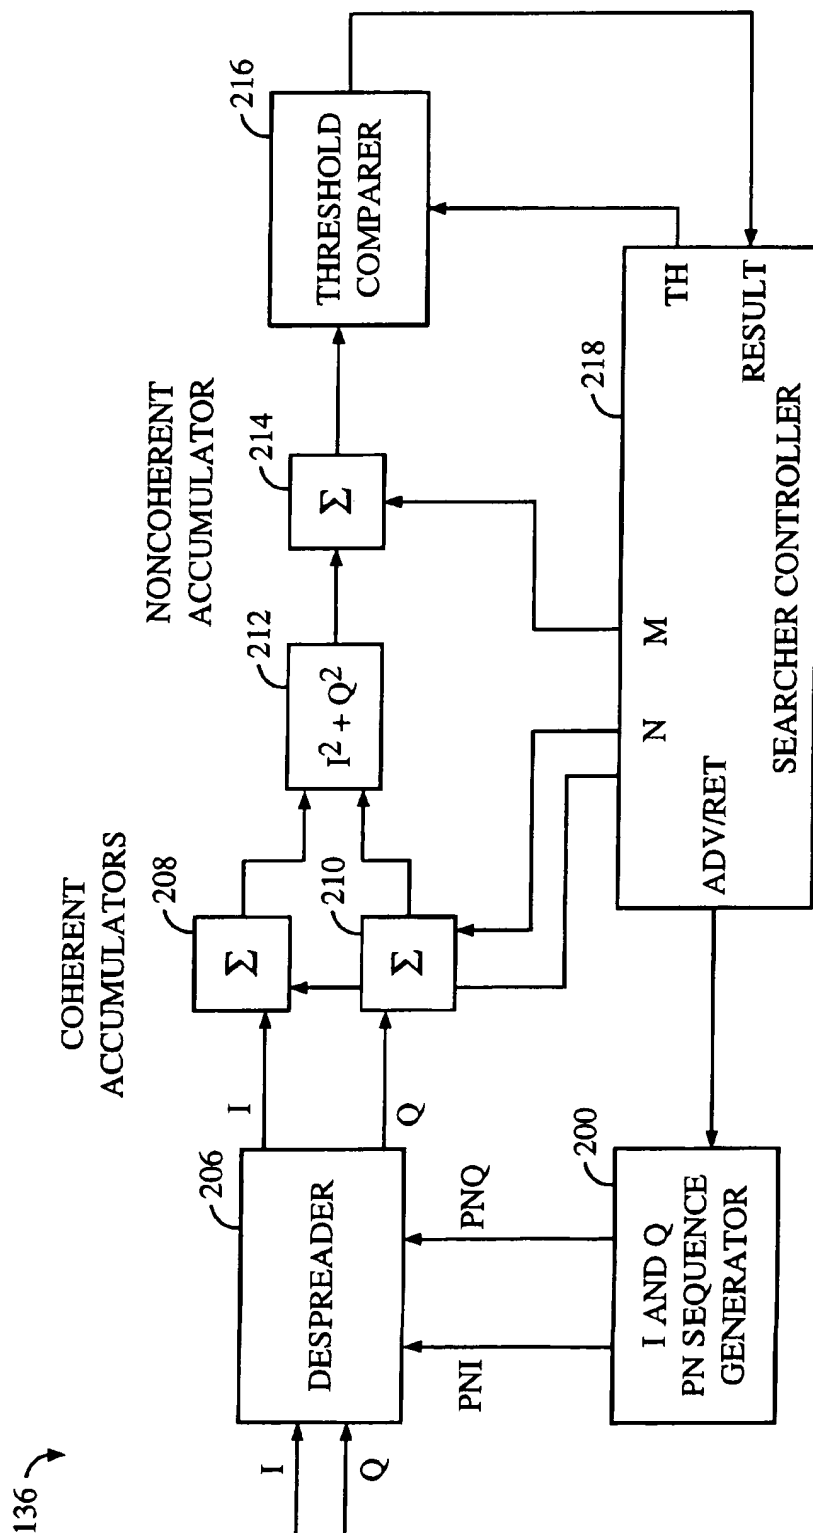 136
I
Q
206
DESPREADER
PNI
PNQ
200
I AND Q
PN SEQUENCE
GENERATOR
I
Q
COHERENT
ACCUMULATORS
208
Σ
210
Σ
212
I² + Q²
NONCOHERENT
ACCUMULATOR
214
Σ
216
THRESHOLD
COMPARER
218
ADV/RET
N
M
TH
RESULT
SEARCHER CONTROLLER